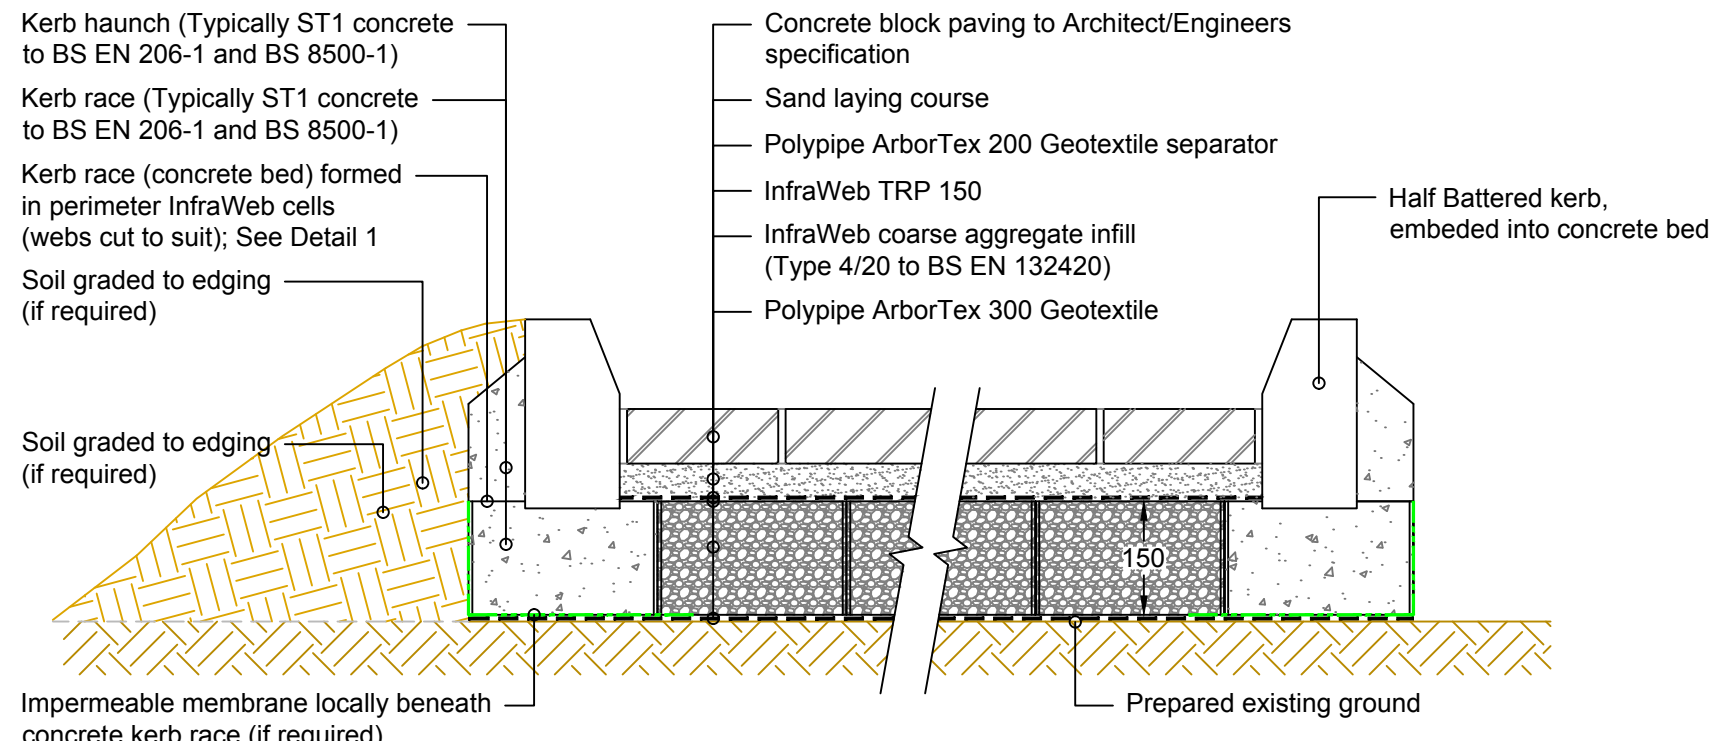 Kerb haunch (Typically ST1 concrete
to BS EN 206-1 and BS 8500-1)
Kerb race (Typically ST1 concrete
to BS EN 206-1 and BS 8500-1)
Kerb race (concrete bed) formed
in perimeter InfraWeb cells
(webs cut to suit); See Detail 1
Soil graded to edging
(if required)
Soil graded to edging
(if required)
Impermeable membrane locally beneath
concrete kerb race (if required)
Concrete block paving to Architect/Engineers
specification
Sand laying course
Polypipe ArborTex 200 Geotextile separator
InfraWeb TRP 150
InfraWeb coarse aggregate infill
(Type 4/20 to BS EN 132420)
Polypipe ArborTex 300 Geotextile
Half Battered kerb,
embeded into concrete bed
150
Prepared existing ground